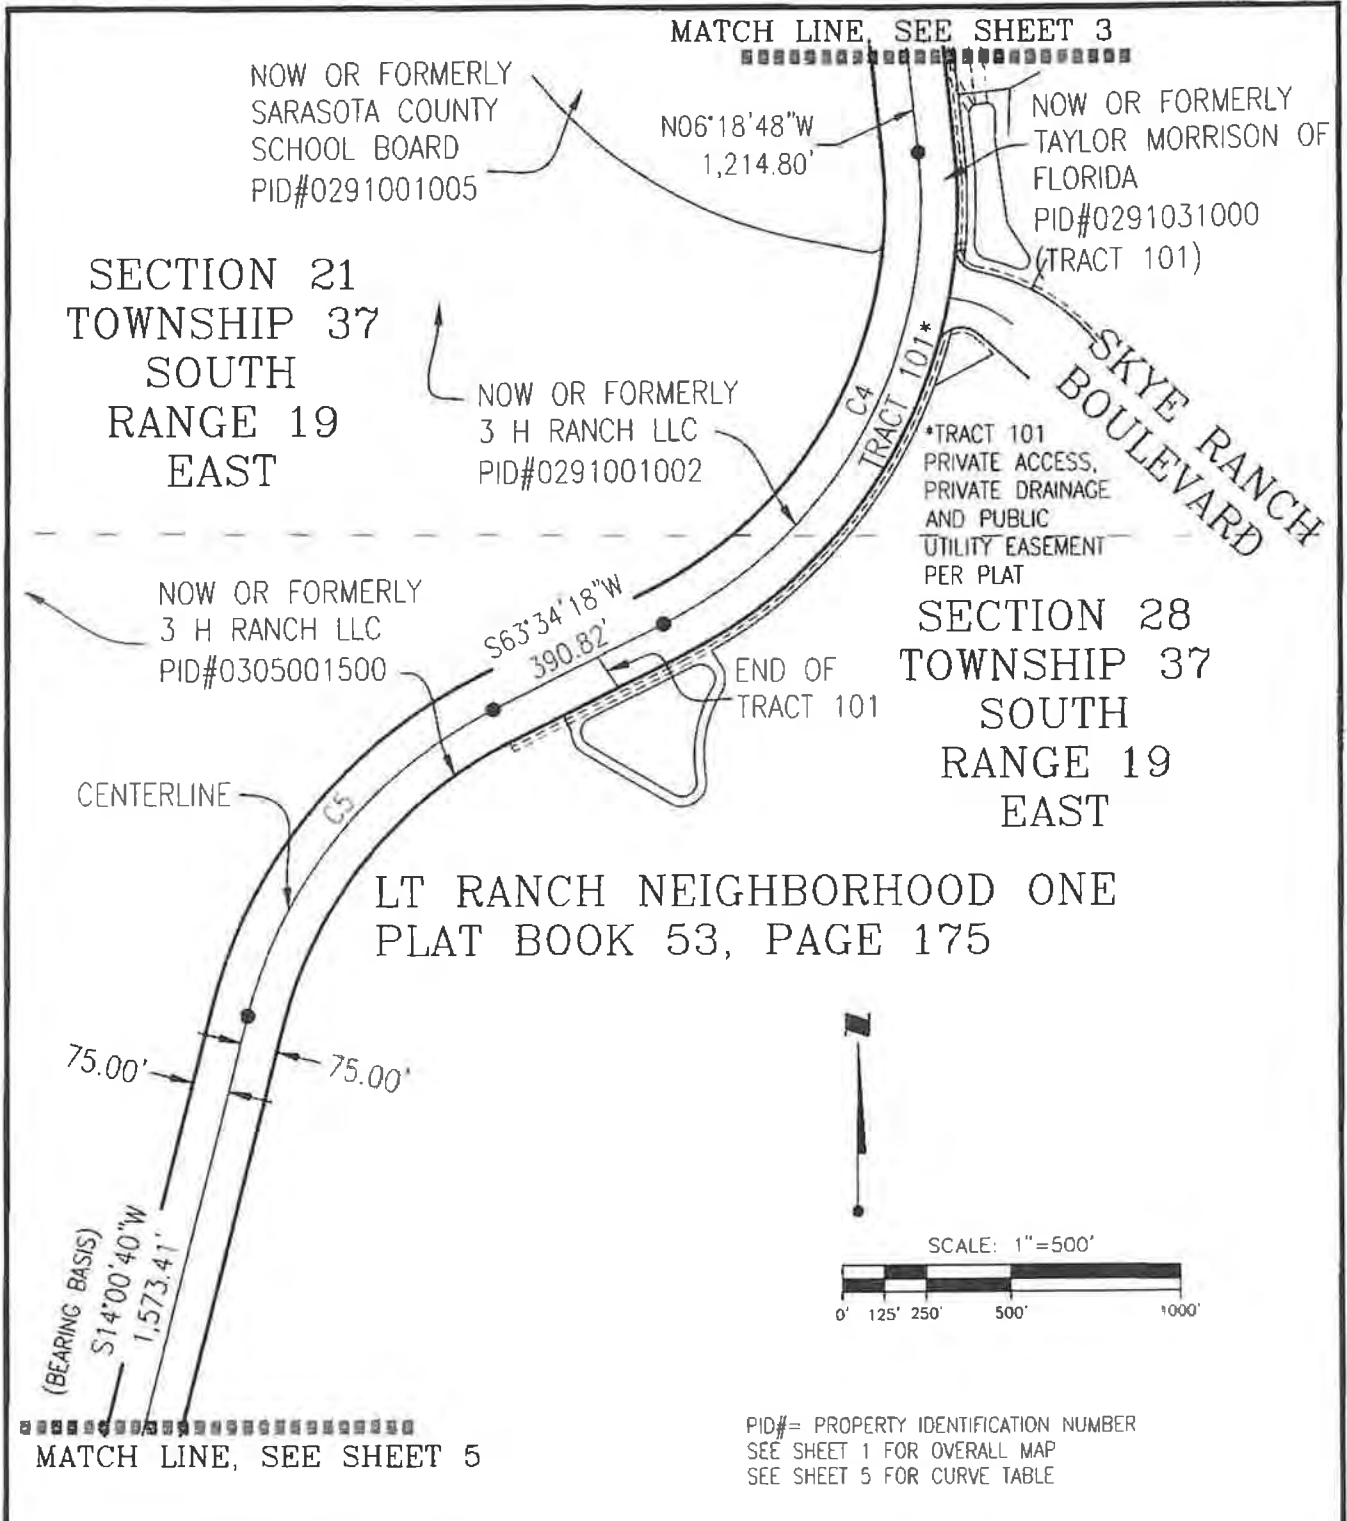 MATCH LINE, SEE SHEET 3
NOW OR FORMERLY
SARASOTA COUNTY
SCHOOL BOARD
PID#0291001005
N06°18'48"W
1,214.80'
NOW OR FORMERLY
TAYLOR MORRISON OF
FLORIDA
PID#0291031000
(TRACT 101)
SECTION 21
TOWNSHIP 37
SOUTH
RANGE 19
EAST
NOW OR FORMERLY
3 H RANCH LLC
PID#0291001002
C4
TRACT 101*
SKYE RANCH
BOULEVARD
*TRACT 101
PRIVATE ACCESS,
PRIVATE DRAINAGE
AND PUBLIC
UTILITY EASEMENT
PER PLAT
NOW OR FORMERLY
3 H RANCH LLC
PID#0305001500
S63°34'18"W
390.82'
END OF
TRACT 101
SECTION 28
TOWNSHIP 37
SOUTH
RANGE 19
EAST
CENTERLINE
C5
LT RANCH NEIGHBORHOOD ONE
PLAT BOOK 53, PAGE 175
75.00'
75.00'
N
(BEARING BASIS)
S14°00'40"W
1,573.41'
SCALE: 1"=500'
0' 125' 250' 500' 1000'
MATCH LINE, SEE SHEET 5
PID#= PROPERTY IDENTIFICATION NUMBER
SEE SHEET 1 FOR OVERALL MAP
SEE SHEET 5 FOR CURVE TABLE